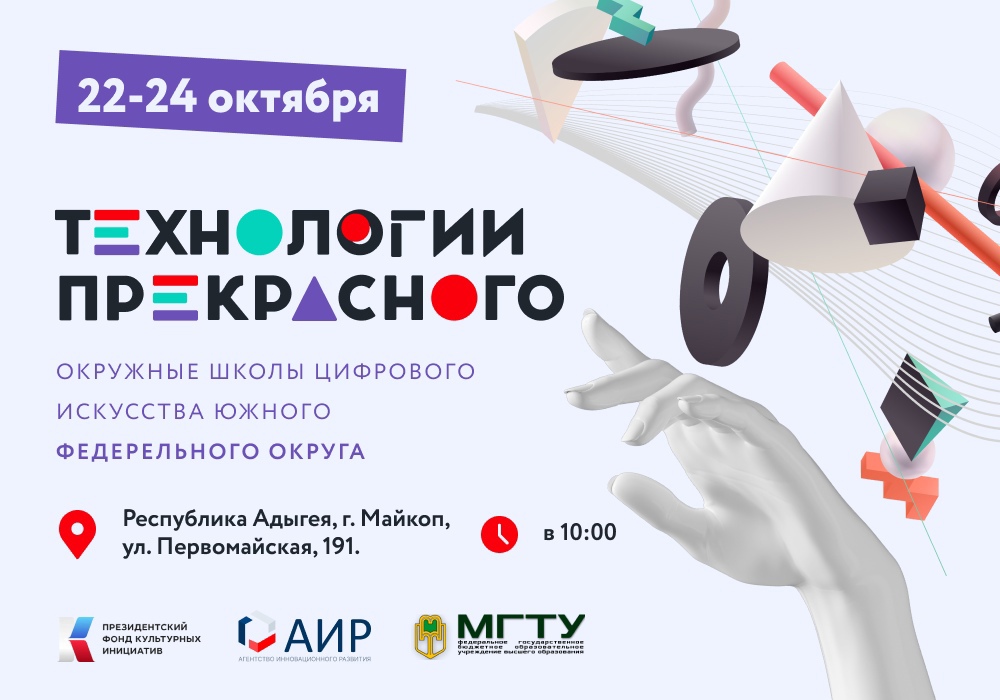 22-24 октября
ТЕХНОЛОГИИ
ПРЕКРАСНОГО
ОКРУЖНЫЕ ШКОЛЫ ЦИФРОВОГО
ИСКУССТВА ЮЖНОГО
ФЕДЕРЕЛЬНОГО ОКРУГА
Республика Адыгея, г. Майкоп,
ул. Первомайская, 191.
в 10:00
ПРЕЗИДЕНТСКИЙ
ФОНД КУЛЬТУРНЫХ
ИНИЦИАТИВ
АИР
АГЕНТСТВО ИННОВАЦИОННОГО РАЗВИТИЯ
МГТУ
федеральное государственное
бюджетное образовательное
учреждение высшего образования